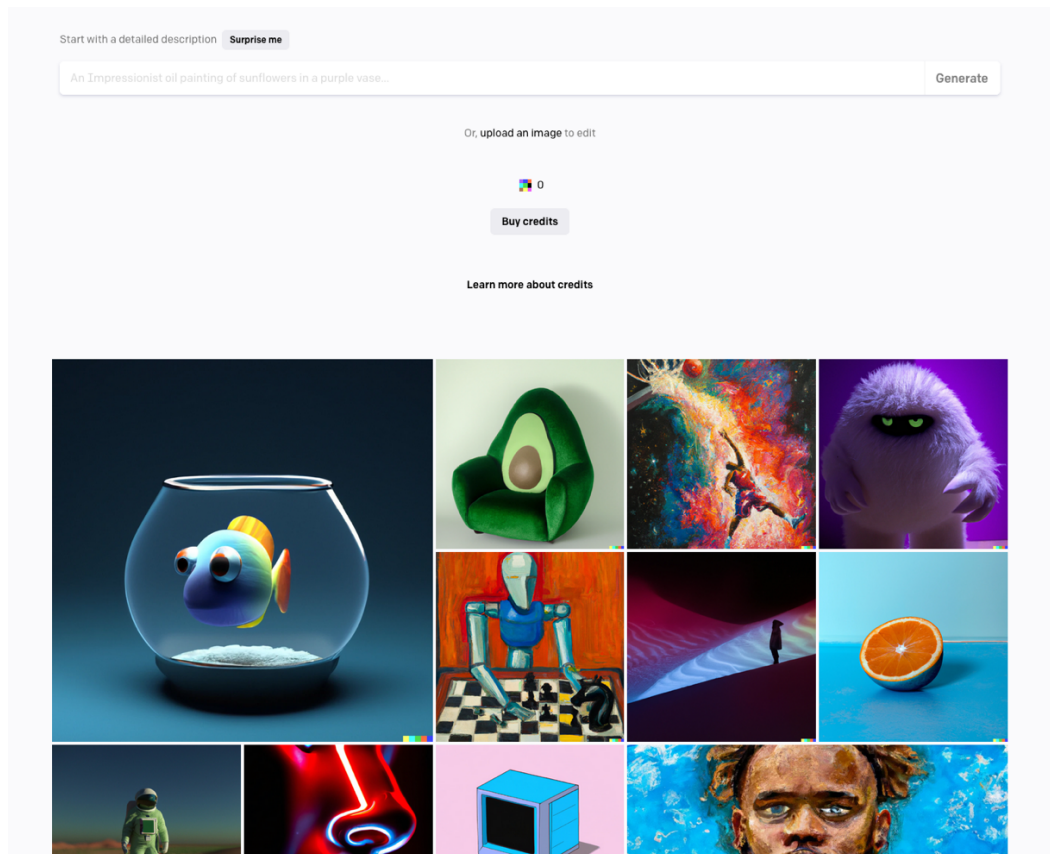 Start with a detailed description Surprise me
An Impressionist oil painting of sunflowers in a purple vase... Generate
Or, upload an image to edit
0
Buy credits
Learn more about credits